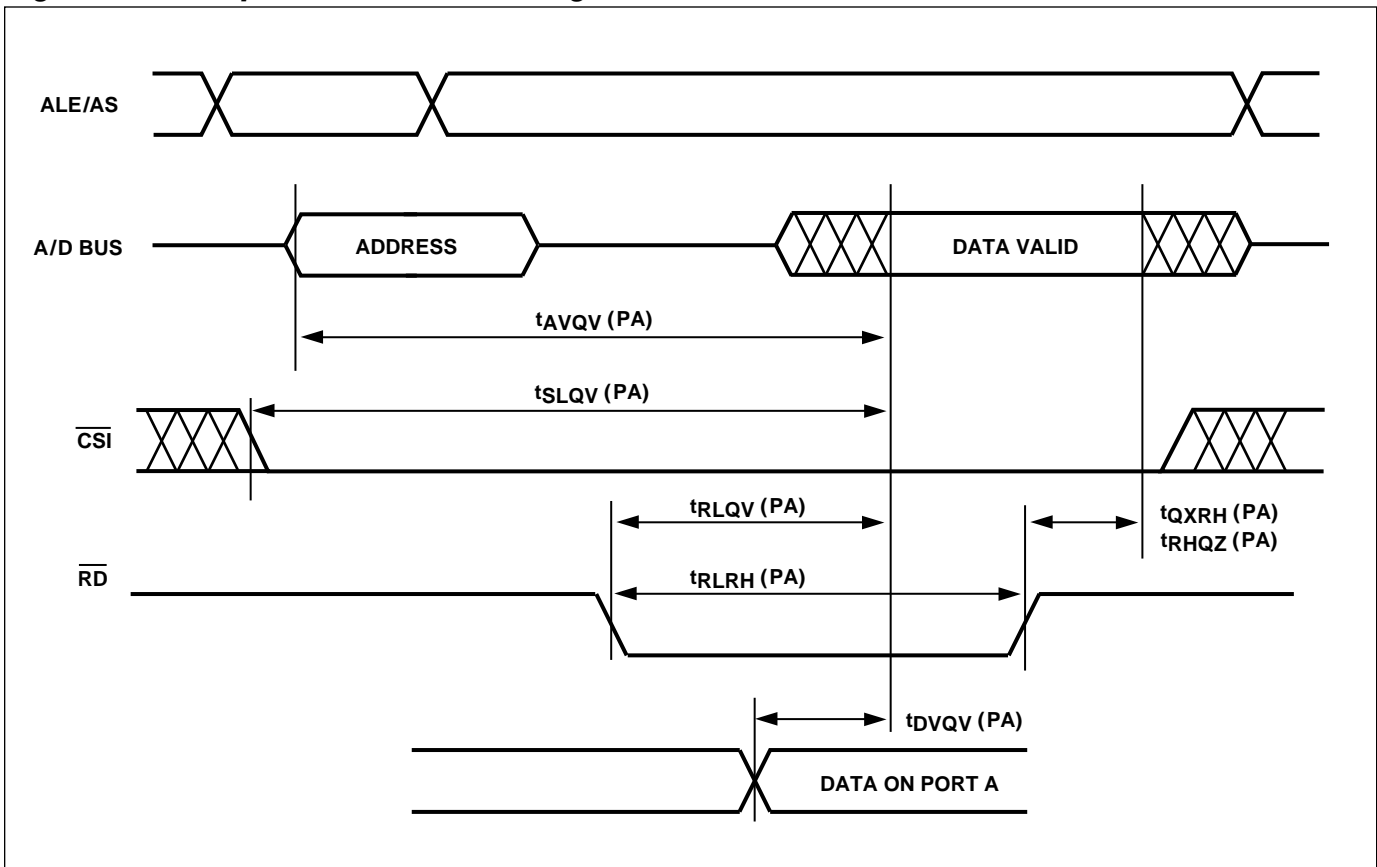 ALE/AS
A/D BUS
ADDRESS
DATA VALID
tAVQV (PA)
tSLQV (PA)
CSI
tRLQV (PA)
tQXRH (PA)
tRHQZ (PA)
RD
tRLRH (PA)
tDVQV (PA)
DATA ON PORT A